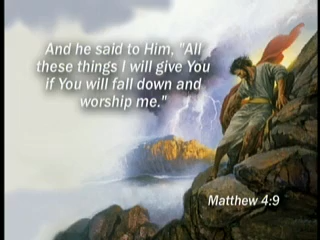 And he said to Him, "All
these things I will give You
if You will fall down and
worship me."
Matthew 4:9